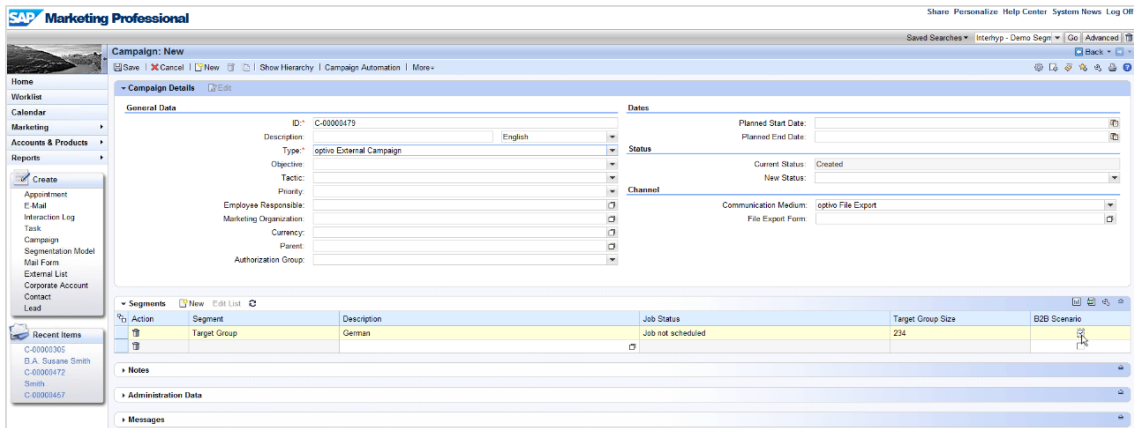 Share Personalize Help Center System News Log Off
SAP Marketing Professional
Saved Searches Interhyp - Demo Segm Go Advanced
Campaign: New
Back
Save Cancel New Show Hierarchy Campaign Automation More
Home
Worklist
Calendar
Marketing
Accounts & Products
Reports
Create
Appointment
E-Mail
Interaction Log
Task
Campaign
Segmentation Model
Mail Form
External List
Corporate Account
Contact
Lead
Recent Items
C-00000305
B.A. Susane Smith
C-00000472
Smith
C-00000467
Campaign Details Edit
General Data
ID:* C-00000479
Description: English
Type:* optivo External Campaign
Objective:
Tactic:
Priority:
Employee Responsible:
Marketing Organization:
Currency:
Parent:
Authorization Group:
Dates
Planned Start Date:
Planned End Date:
Status
Current Status: Created
New Status:
Channel
Communication Medium: optivo File Export
File Export Form:
Segments New Edit List
Action Segment Description Job Status Target Group Size B2B Scenario
Target Group German Job not scheduled 234
Notes
Administration Data
Messages